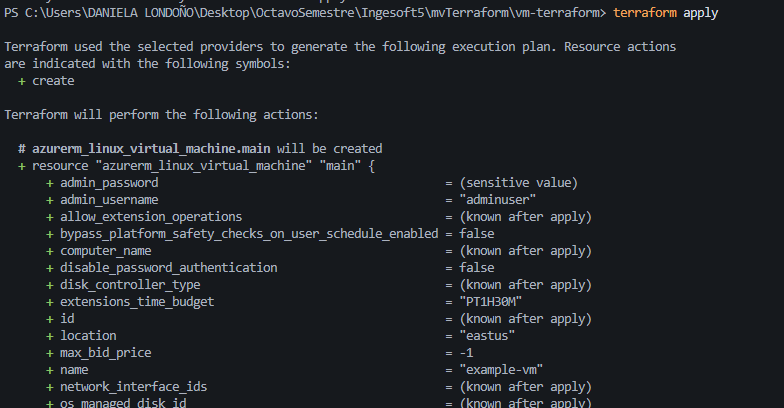 PS C:\Users\DANIELA LONDOÑO\Desktop\OctavoSemestre\Ingesoft5\mvTerraform\vm-terraform> terraform apply
Terraform used the selected providers to generate the following execution plan. Resource actions
are indicated with the following symbols:
+ create
Terraform will perform the following actions:
# azurerm_linux_virtual_machine.main will be created
+ resource "azurerm_linux_virtual_machine" "main" {
+ admin_password = (sensitive value)
+ admin_username = "adminuser"
+ allow_extension_operations = (known after apply)
+ bypass_platform_safety_checks_on_user_schedule_enabled = false
+ computer_name = (known after apply)
+ disable_password_authentication = false
+ disk_controller_type = (known after apply)
+ extensions_time_budget = "PT1H30M"
+ id = (known after apply)
+ location = "eastus"
+ max_bid_price = -1
+ name = "example-vm"
+ network_interface_ids = (known after apply)
+ os_managed_disk_id = (known after apply)